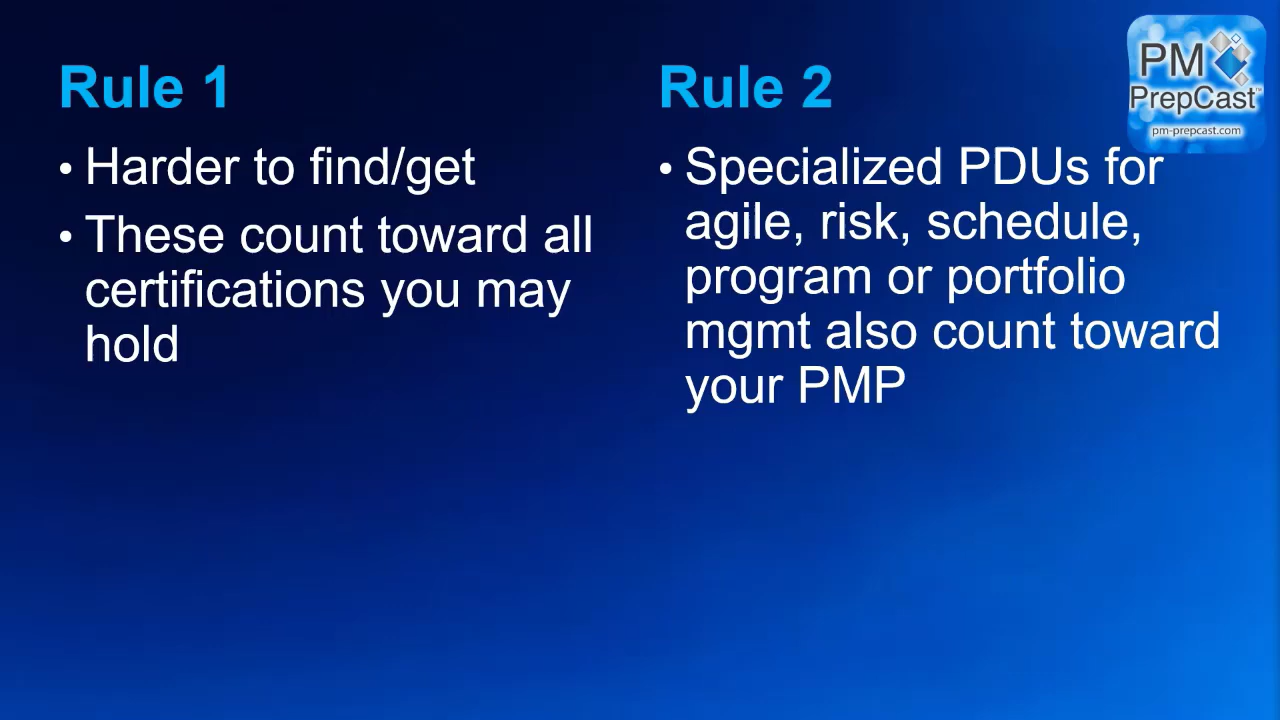 Rule 1
• Harder to find/get
• These count toward all
certifications you may
hold
Rule 2
• Specialized PDUs for
agile, risk, schedule,
program or portfolio
mgmt also count toward
your PMP
PM
PrepCast™
pm-prepcast.com